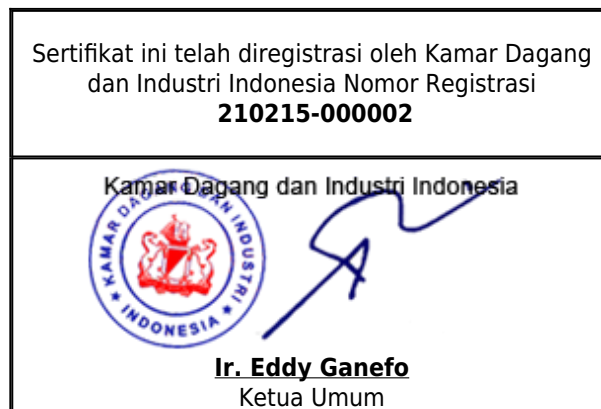 Sertifikat ini telah diregistrasi oleh Kamar Dagang
dan Industri Indonesia Nomor Registrasi
210215-000002
Kamar Dagang dan Industri Indonesia
KAMAR DAGANG DAN INDUSTRI
INDONESIA
Ir. Eddy Ganefo
Ketua Umum